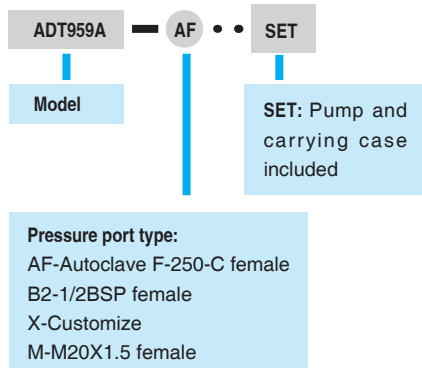 ADT959A — AF • • SET
Model
SET: Pump and
carrying case
included
Pressure port type:
AF-Autoclave F-250-C female
B2-1/2BSP female
X-Customize
M-M20X1.5 female